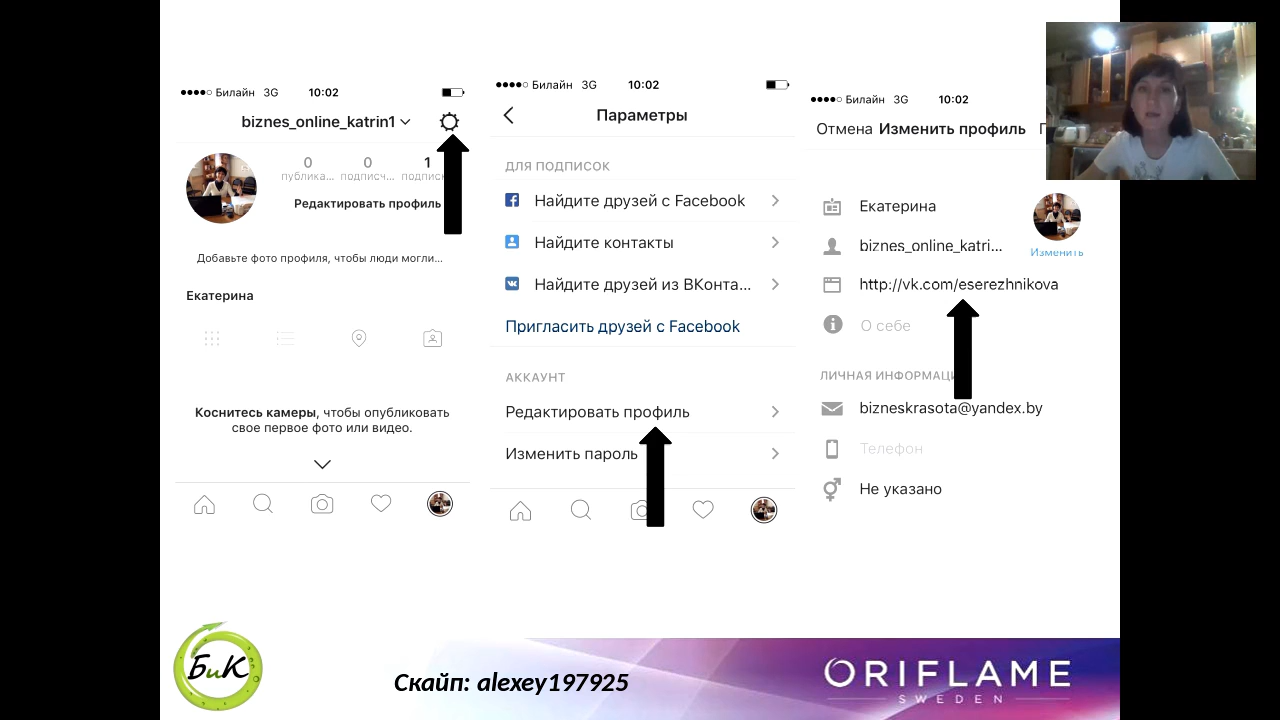 Билайн 3G 10:02
biznes_online_katrin1
0 0 1
публика... подписч... подписк
Редактировать профиль
Добавьте фото профиля, чтобы люди могли...
Екатерина
Коснитесь камеры, чтобы опубликовать
свое первое фото или видео.
Билайн 3G 10:02
Параметры
ДЛЯ ПОДПИСОК
Найдите друзей с Facebook
Найдите контакты
Найдите друзей из ВКонта...
Пригласить друзей с Facebook
АККАУНТ
Редактировать профиль
Изменить пароль
Билайн 3G 10:02
Отмена Изменить профиль Г
Екатерина
biznes_online_katri...
Изменить
http://vk.com/eserezhnikova
О себе
ЛИЧНАЯ ИНФОРМАЦИ
bizneskrasota@yandex.by
Телефон
Не указано
БиК
Скайп: alexey197925
ORIFLAME
SWEDEN